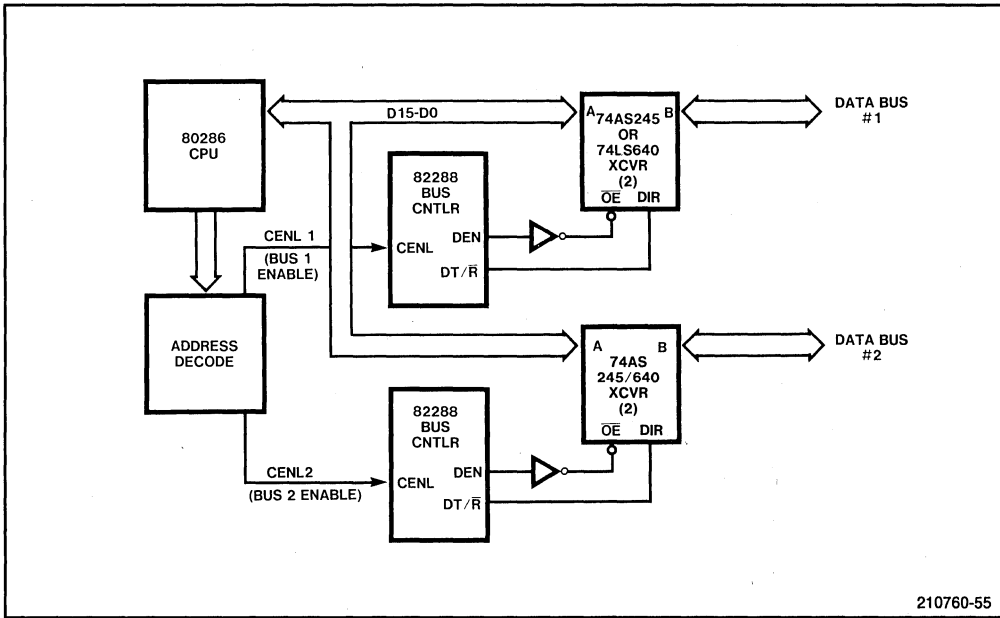 80286
CPU
D15-D0
A 74AS245 B
OR
74LS640
XCVR
(2)
O̅E̅ DIR
DATA BUS
#1
82288
BUS
CNTLR
CENL
DEN
DT/R̅
CENL 1
(BUS 1
ENABLE)
ADDRESS
DECODE
A B
74AS
245/640
XCVR
(2)
O̅E̅ DIR
DATA BUS
#2
82288
BUS
CNTLR
CENL
DEN
DT/R̅
CENL2
(BUS 2 ENABLE)
210760-55